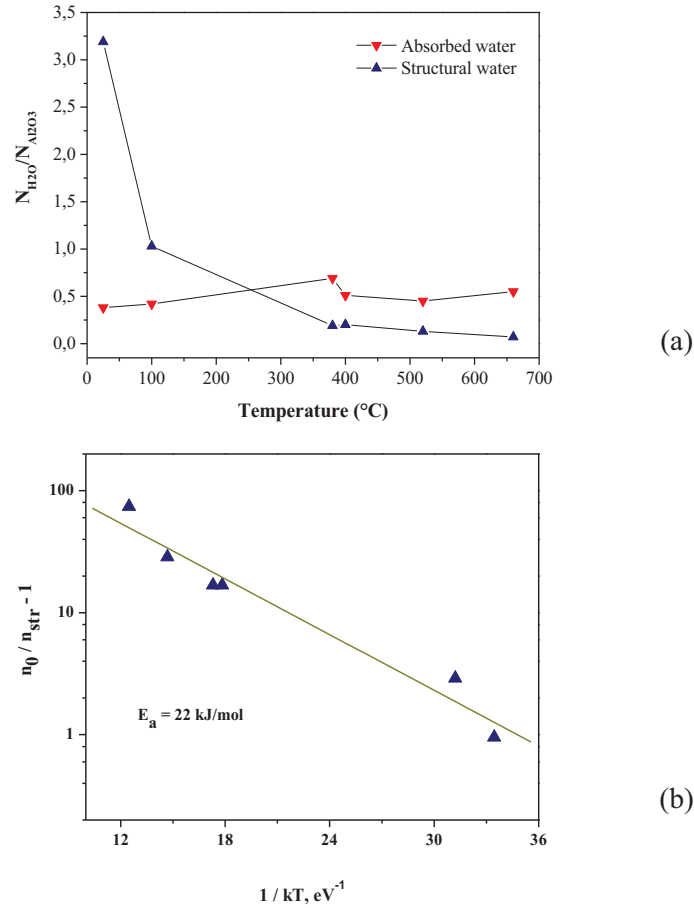 3,5
3,0
2,5
2,0
1,5
1,0
0,5
0,0
N_H2O/N_Al2O3
Absorbed water
Structural water
0 100 200 300 400 500 600 700
Temperature (°C)
(a)
100
10
1
n_0 / n_str - 1
E_a = 22 kJ/mol
12 18 24 30 36
1 / kT, eV^-1
(b)